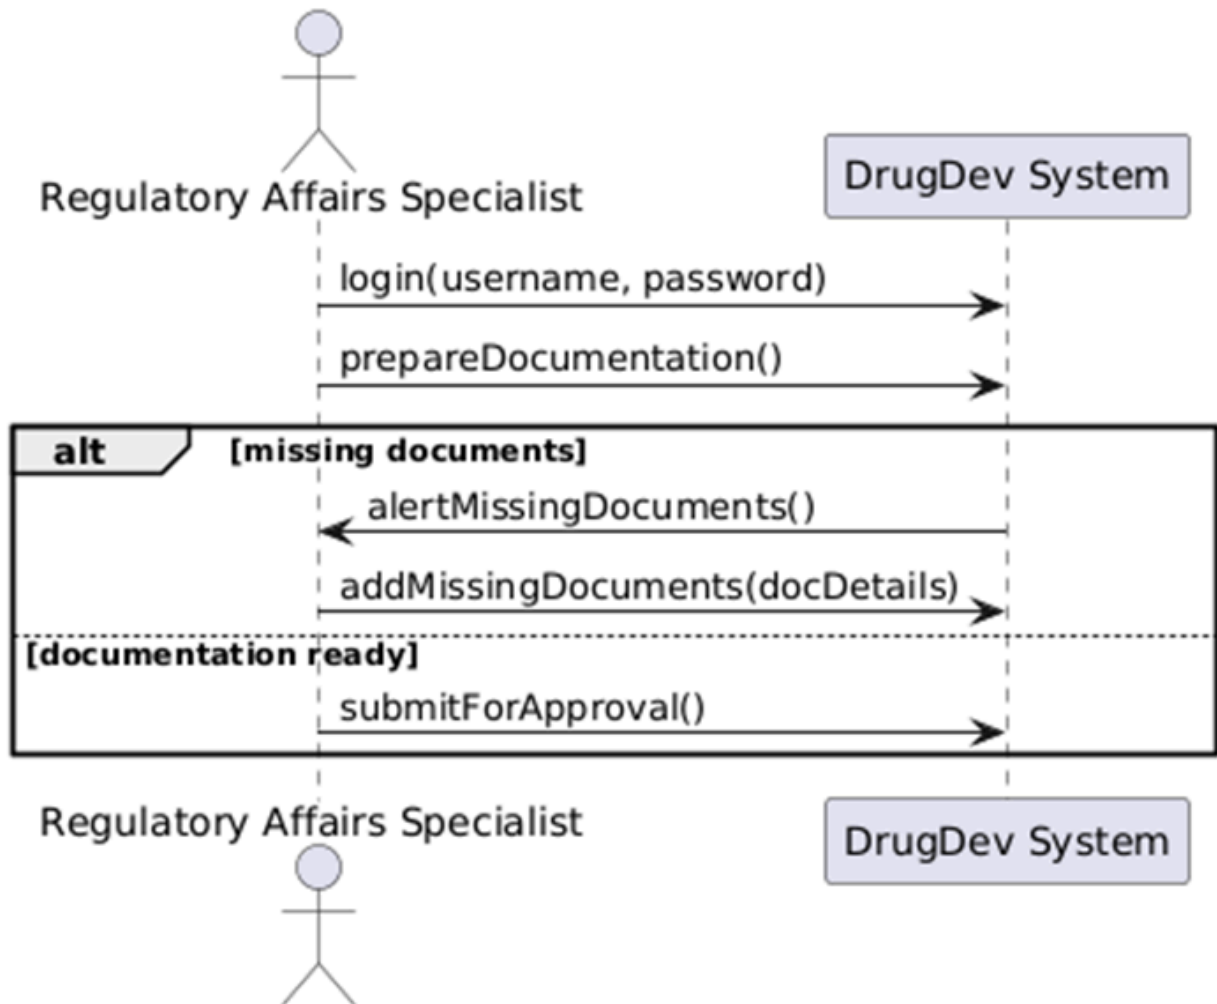 Regulatory Affairs Specialist
DrugDev System
login(username, password)
prepareDocumentation()
alt [missing documents]
alertMissingDocuments()
addMissingDocuments(docDetails)
[documentation ready]
submitForApproval()
Regulatory Affairs Specialist
DrugDev System